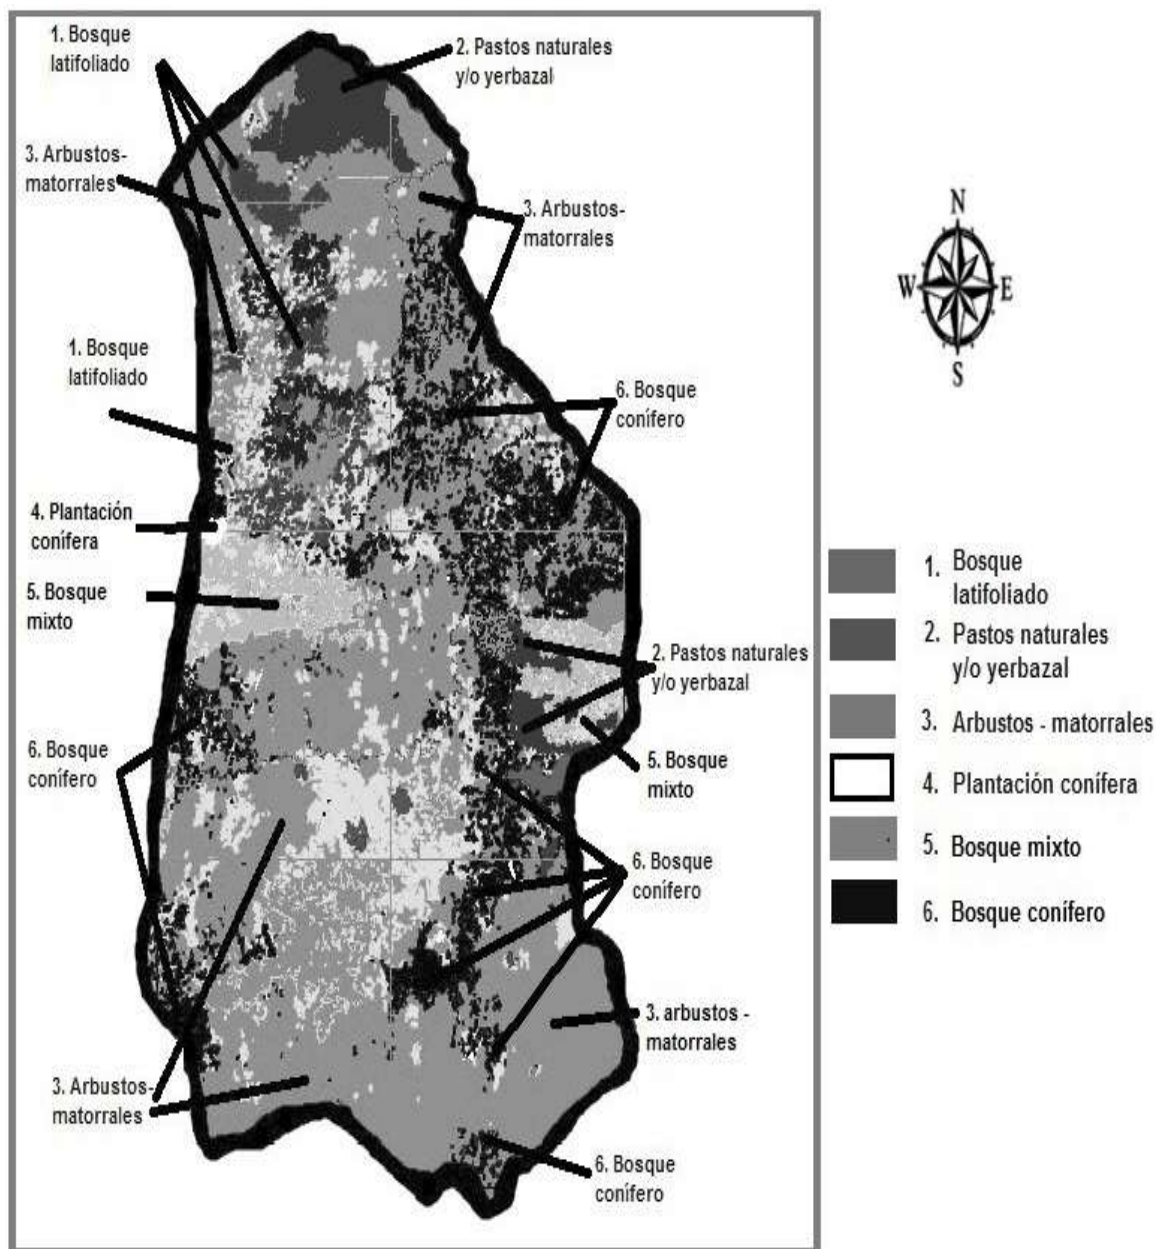 1. Bosque
latifoliado
2. Pastos naturales
y/o yerbazal
3. Arbustos-
matorrales
3. Arbustos-
matorrales
1. Bosque
latifoliado
6. Bosque
conífero
4. Plantación
conífera
5. Bosque
mixto
2. Pastos naturales
y/o yerbazal
6. Bosque
conífero
5. Bosque
mixto
6. Bosque
conífero
3. arbustos -
matorrales
3. Arbustos-
matorrales
6. Bosque
conífero
N
W E
S
1. Bosque
latifoliado
2. Pastos naturales
y/o yerbazal
3. Arbustos - matorrales
4. Plantación conífera
5. Bosque mixto
6. Bosque conífero